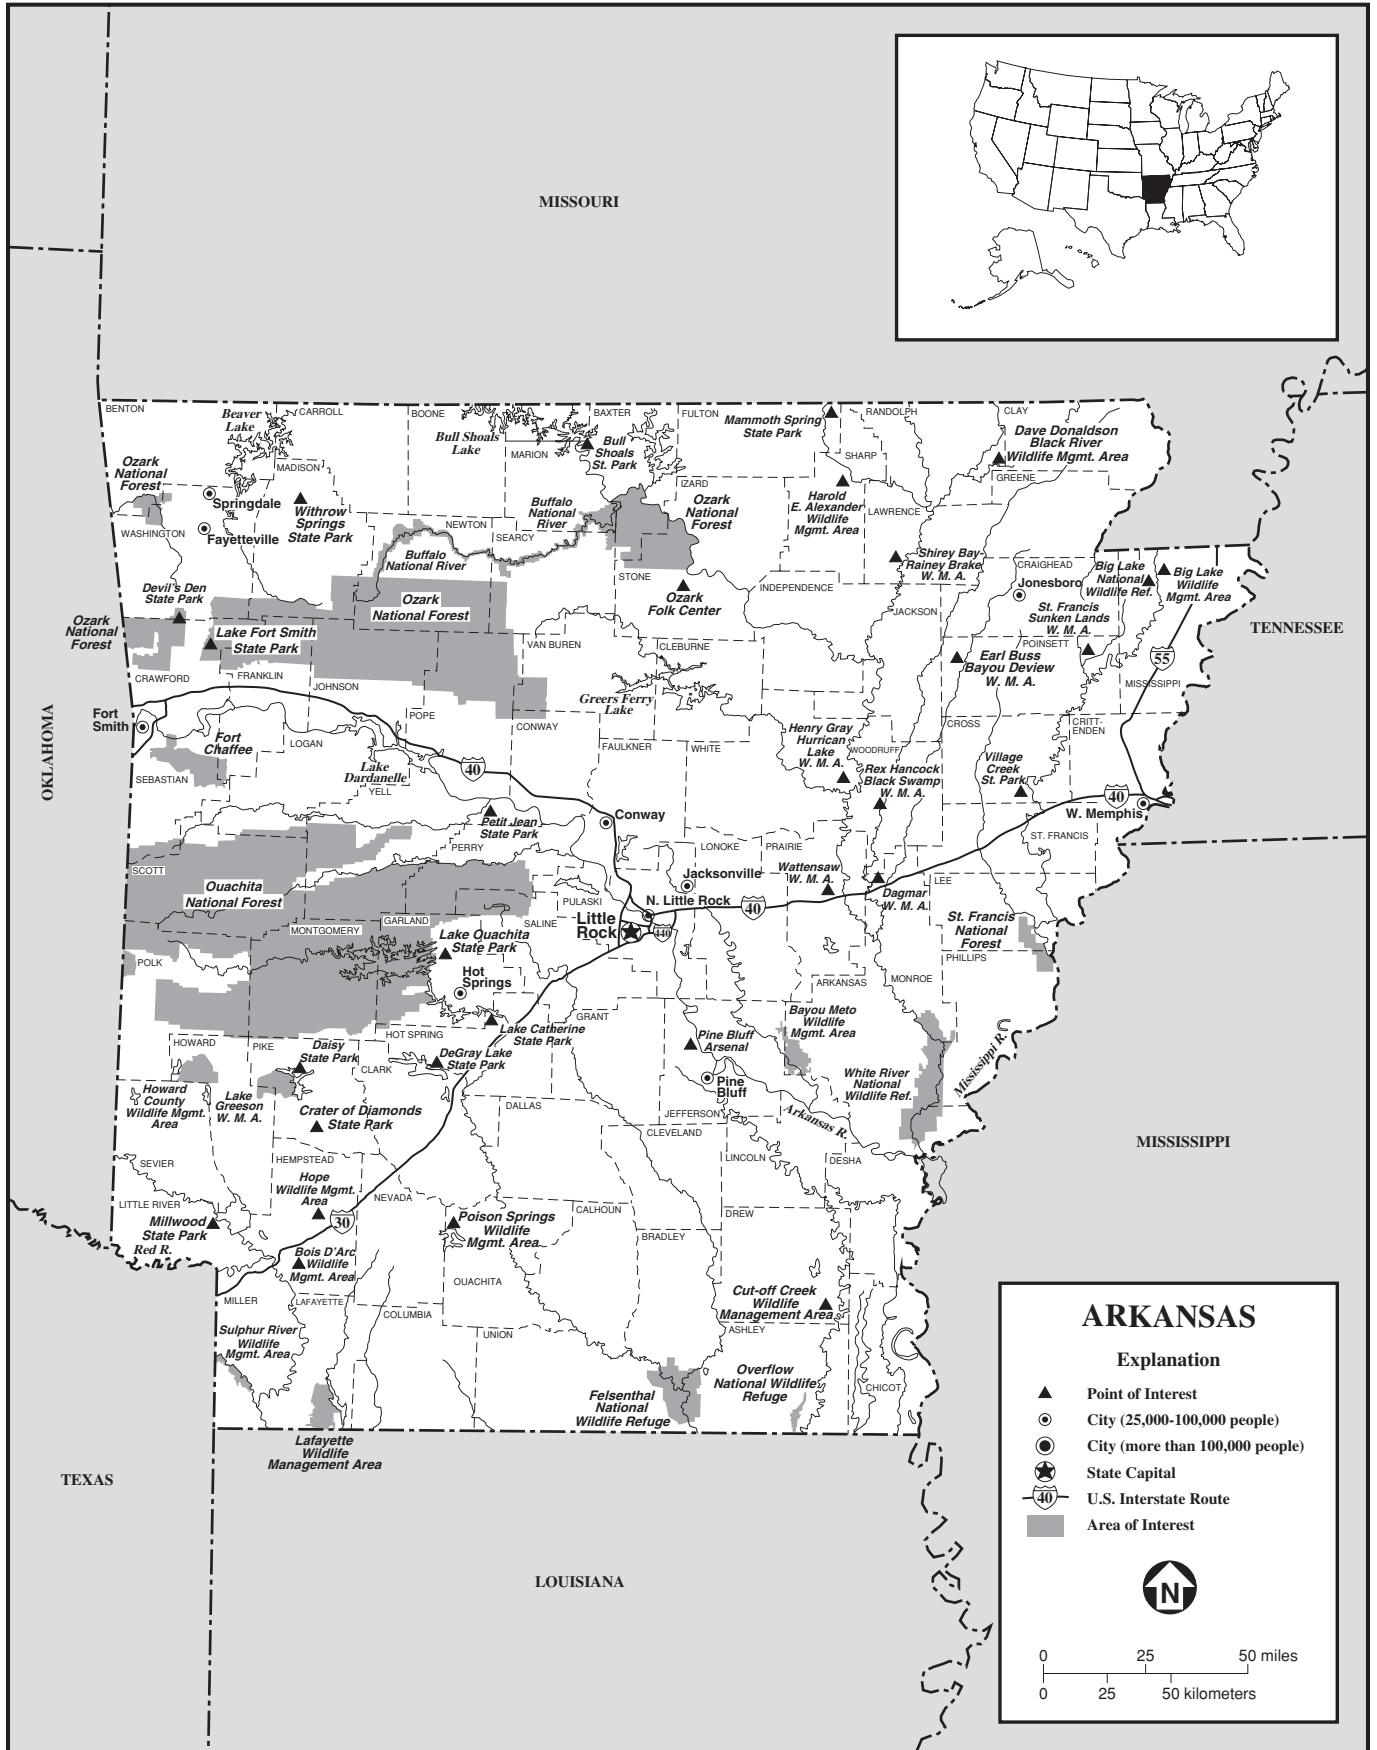 MISSOURI
BENTON
Beaver
Lake
CARROLL
BOONE
Bull Shoals
Lake
MARION
BAXTER
Bull
Shoals
St. Park
FULTON
Mammoth Spring
State Park
RANDOLPH
SHARP
CLAY
Dave Donaldson
Black River
Wildlife Mgmt. Area
GREENE
Ozark
National
Forest
MADISON
Springdale
Withrow
Springs
State Park
WASHINGTON
Fayetteville
Buffalo
National
River
NEWTON
SEARCY
Buffalo
National River
IZARD
Ozark
National
Forest
Harold
E. Alexander
Wildlife
Mgmt. Area
LAWRENCE
Shirey Bay
Rainey Brake
W. M. A.
CRAIGHEAD
Jonesboro
Big Lake
National
Wildlife Ref.
Big Lake
Wildlife
Mgmt. Area
Devil's Den
State Park
Ozark
National Forest
STONE
Ozark
Folk Center
INDEPENDENCE
JACKSON
St. Francis
Sunken Lands
W. M. A.
POINSETT
TENNESSEE
Ozark
National
Forest
Lake Fort Smith
State Park
VAN BUREN
CLEBURNE
Earl Buss
Bayou Deview
W. M. A.
55
MISSISSIPPI
CRAWFORD
FRANKLIN
JOHNSON
Greers Ferry
Lake
OKLAHOMA
Fort
Smith
POPE
CONWAY
CROSS
CRITT-
ENDEN
Fort
Chaffee
LOGAN
FAULKNER
WHITE
Henry Gray
Hurrican
Lake
W. M. A.
WOODRUFF
Village
Creek
St. Park
SEBASTIAN
Lake
Dardanelle
YELL
40
Rex Hancock
Black Swamp
W. M. A.
40
W. Memphis
Petit Jean
State Park
Conway
ST. FRANCIS
PERRY
LONOKE
PRAIRIE
SCOTT
Wattensaw
W. M. A.
LEE
Ouachita
National Forest
Jacksonville
Dagmar
W. M. A.
PULASKI
N. Little Rock
40
GARLAND
SALINE
Little
Rock
440
St. Francis
National
Forest
MONTGOMERY
Lake Ouachita
State Park
PHILLIPS
POLK
Hot
Springs
ARKANSAS
MONROE
HOT SPRING
Lake Catherine
State Park
GRANT
Bayou Meto
Wildlife
Mgmt. Area
HOWARD
PIKE
Daisy
State Park
CLARK
DeGray Lake
State Park
Pine Bluff
Arsenal
Mississippi R.
Howard
County
Wildlife Mgmt.
Area
Lake
Greeson
W. M. A.
White River
National
Wildlife Ref.
Pine
Bluff
Crater of Diamonds
State Park
DALLAS
JEFFERSON
Arkansas R.
CLEVELAND
MISSISSIPPI
SEVIER
HEMPSTEAD
LINCOLN
DESHA
Hope
Wildlife Mgmt.
Area
NEVADA
LITTLE RIVER
Millwood
State Park
30
Poison Springs
Wildlife
Mgmt. Area
CALHOUN
DREW
BRADLEY
Red R.
Bois D'Arc
Wildlife
Mgmt. Area
OUACHITA
Cut-off Creek
Wildlife
Management Area
MILLER
LAFAYETTE
COLUMBIA
UNION
ASHLEY
Sulphur River
Wildlife
Mgmt. Area
Overflow
National Wildlife
Refuge
CHICOT
Felsenthal
National
Wildlife Refuge
Lafayette
Wildlife
Management Area
TEXAS
LOUISIANA
ARKANSAS
Explanation
Point of Interest
City (25,000-100,000 people)
City (more than 100,000 people)
State Capital
40 U.S. Interstate Route
Area of Interest
N
0 25 50 miles
0 25 50 kilometers